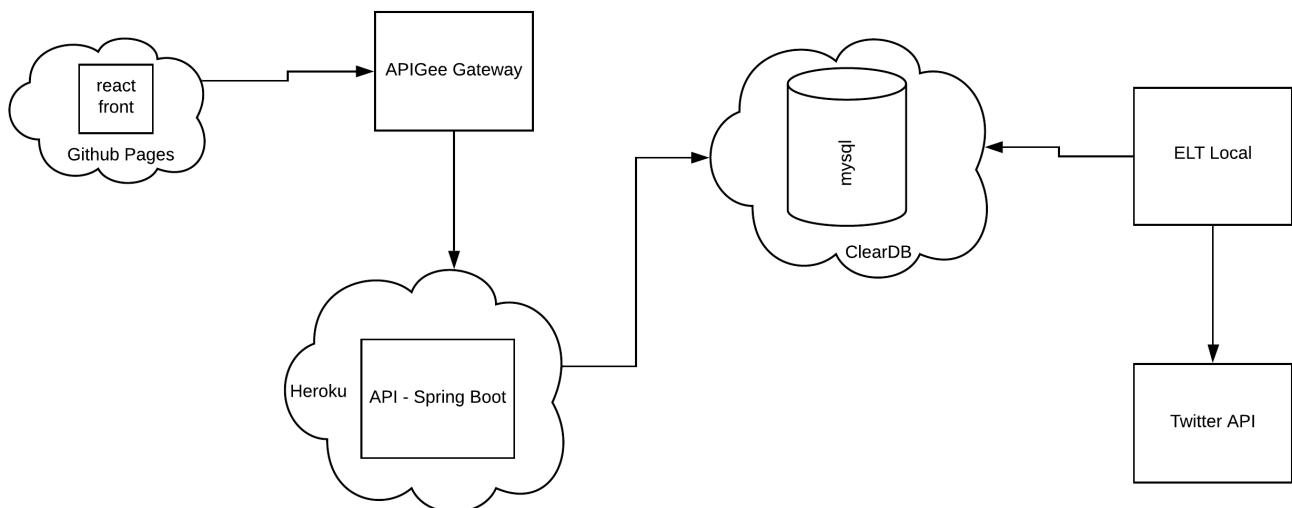 react
front
Github Pages
APIGee Gateway
Heroku
API - Spring Boot
mysql
ClearDB
ELT Local
Twitter API